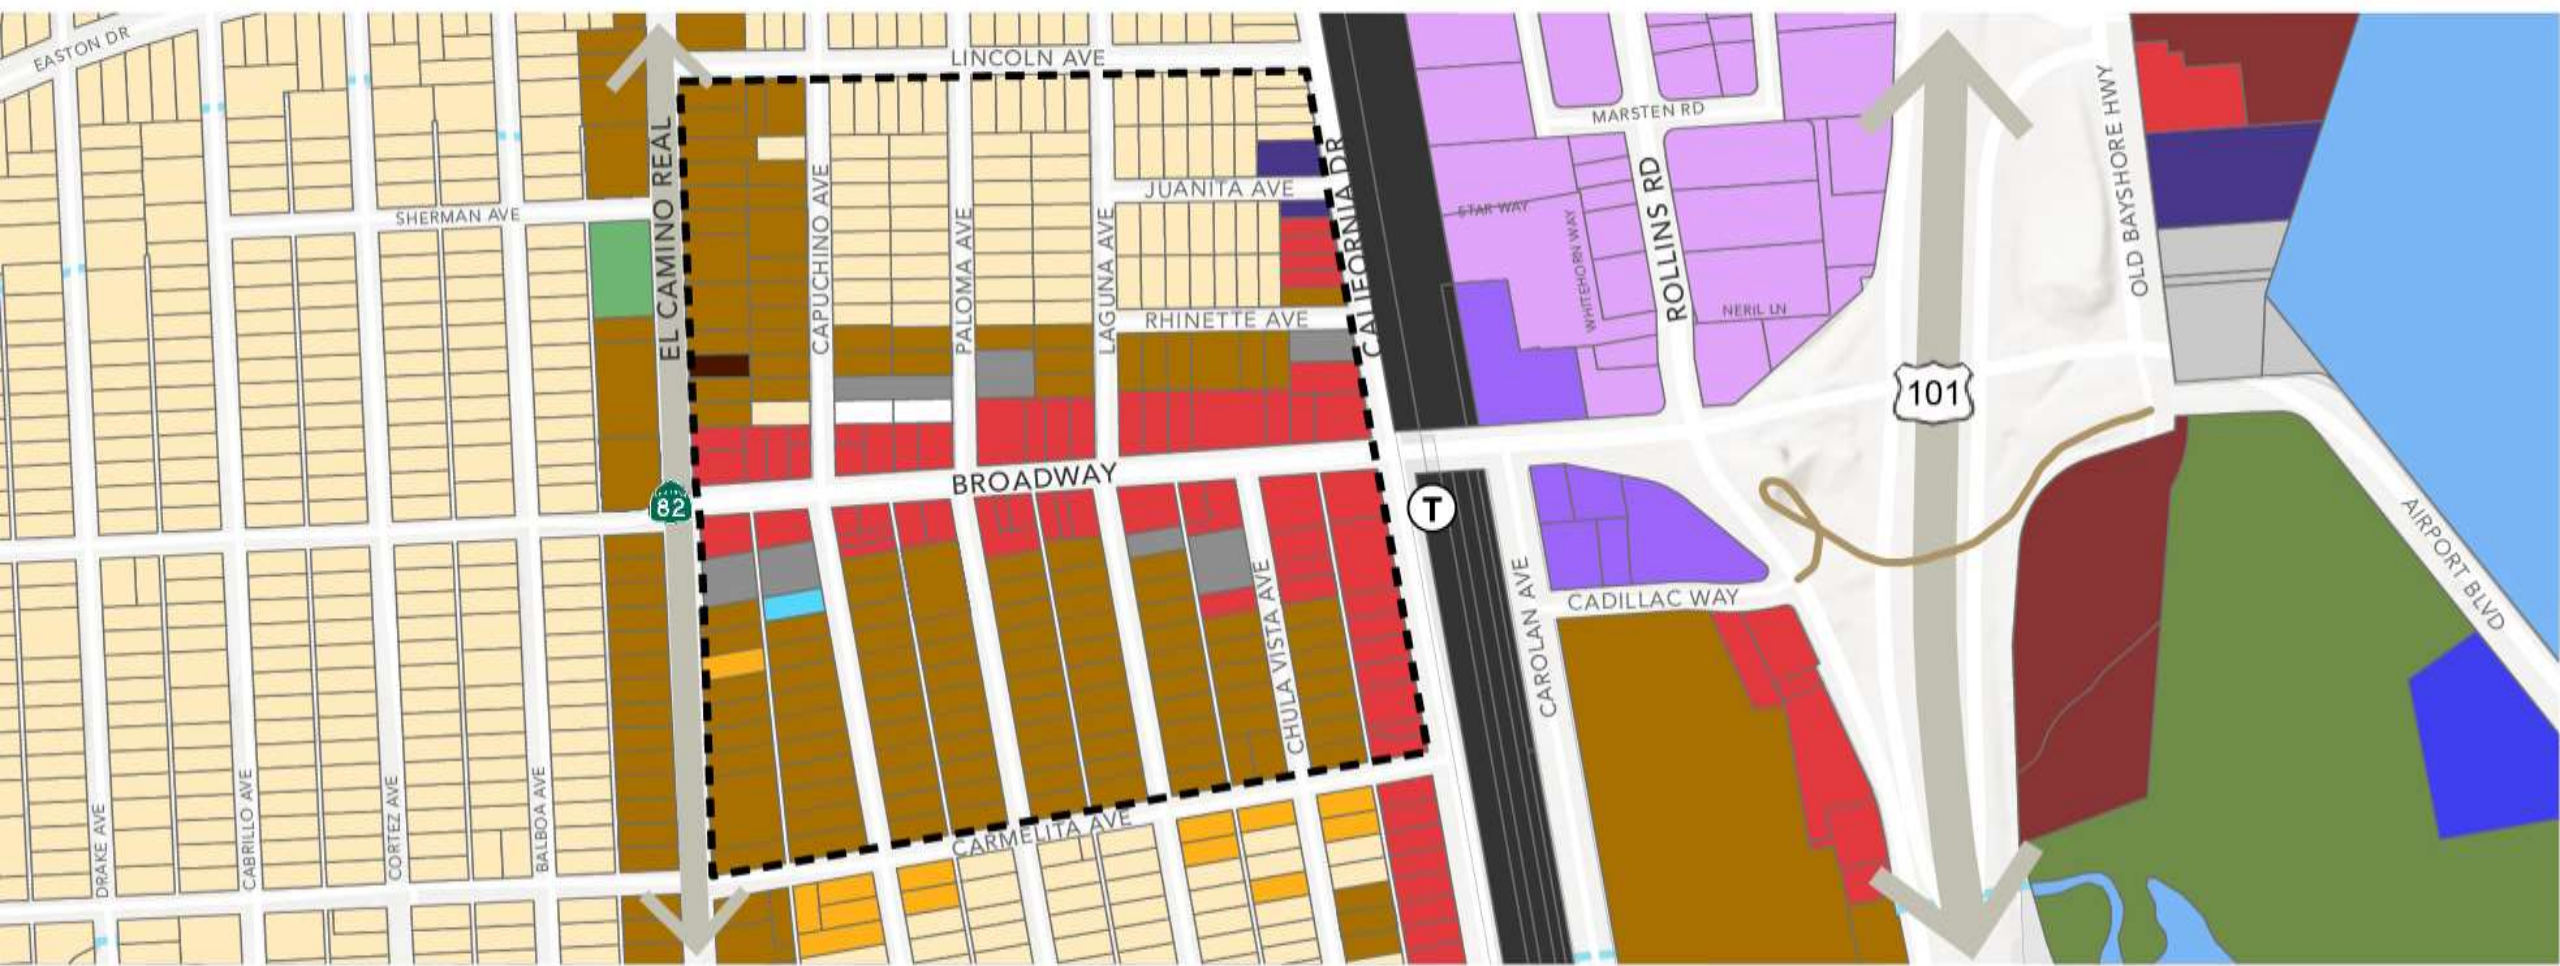 EASTON DR
LINCOLN AVE
MARSTEN RD
OLD BAYSHORE HWY
EL CAMINO REAL
CAPUCHINO AVE
PALOMA AVE
LAGUNA AVE
JUANITA AVE
CALIFORNIA DR
STAR WAY
WHITEHORN WAY
ROLLINS RD
SHERMAN AVE
NERIL LN
RHINETTE AVE
101
BROADWAY
82
T
AIRPORT BLVD
CAROLAN AVE
CADILLAC WAY
CHULA VISTA AVE
DRAKE AVE
CABRILLO AVE
CORTEZ AVE
BALBOA AVE
CARMELITA AVE